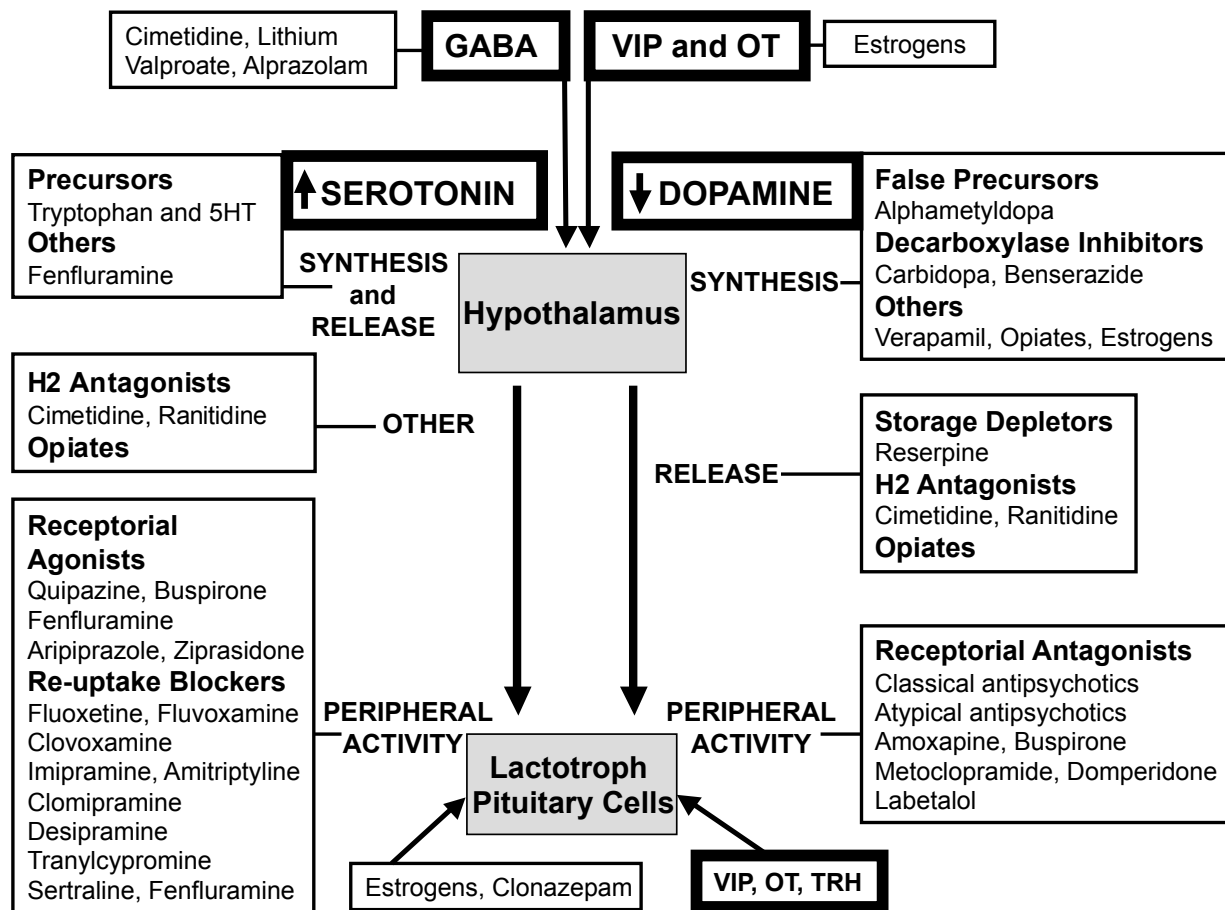 Cimetidine, Lithium
Valproate, Alprazolam
GABA
VIP and OT
Estrogens
Precursors
Tryptophan and 5HT
Others
Fenfluramine
SEROTONIN
SYNTHESIS
and
RELEASE
DOPAMINE
SYNTHESIS
False Precursors
Alphametyldopa
Decarboxylase Inhibitors
Carbidopa, Benserazide
Others
Verapamil, Opiates, Estrogens
Hypothalamus
H2 Antagonists
Cimetidine, Ranitidine
Opiates
OTHER
RELEASE
Storage Depletors
Reserpine
H2 Antagonists
Cimetidine, Ranitidine
Opiates
Receptorial
Agonists
Quipazine, Buspirone
Fenfluramine
Aripiprazole, Ziprasidone
Re-uptake Blockers
Fluoxetine, Fluvoxamine
Clovoxamine
Imipramine, Amitriptyline
Clomipramine
Desipramine
Tranylcypromine
Sertraline, Fenfluramine
PERIPHERAL
ACTIVITY
PERIPHERAL
ACTIVITY
Receptorial Antagonists
Classical antipsychotics
Atypical antipsychotics
Amoxapine, Buspirone
Metoclopramide, Domperidone
Labetalol
Lactotroph
Pituitary Cells
Estrogens, Clonazepam
VIP, OT, TRH